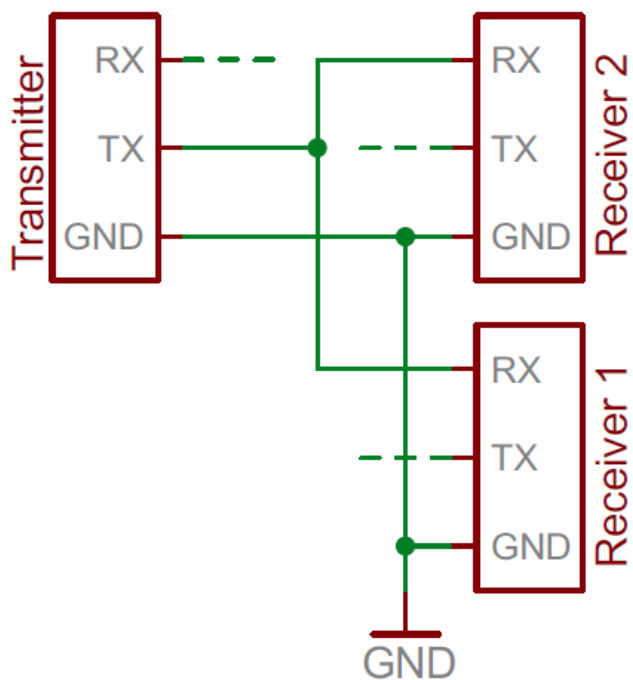 Transmitter
RX
TX
GND
Receiver 2
RX
TX
GND
Receiver 1
RX
TX
GND
GND